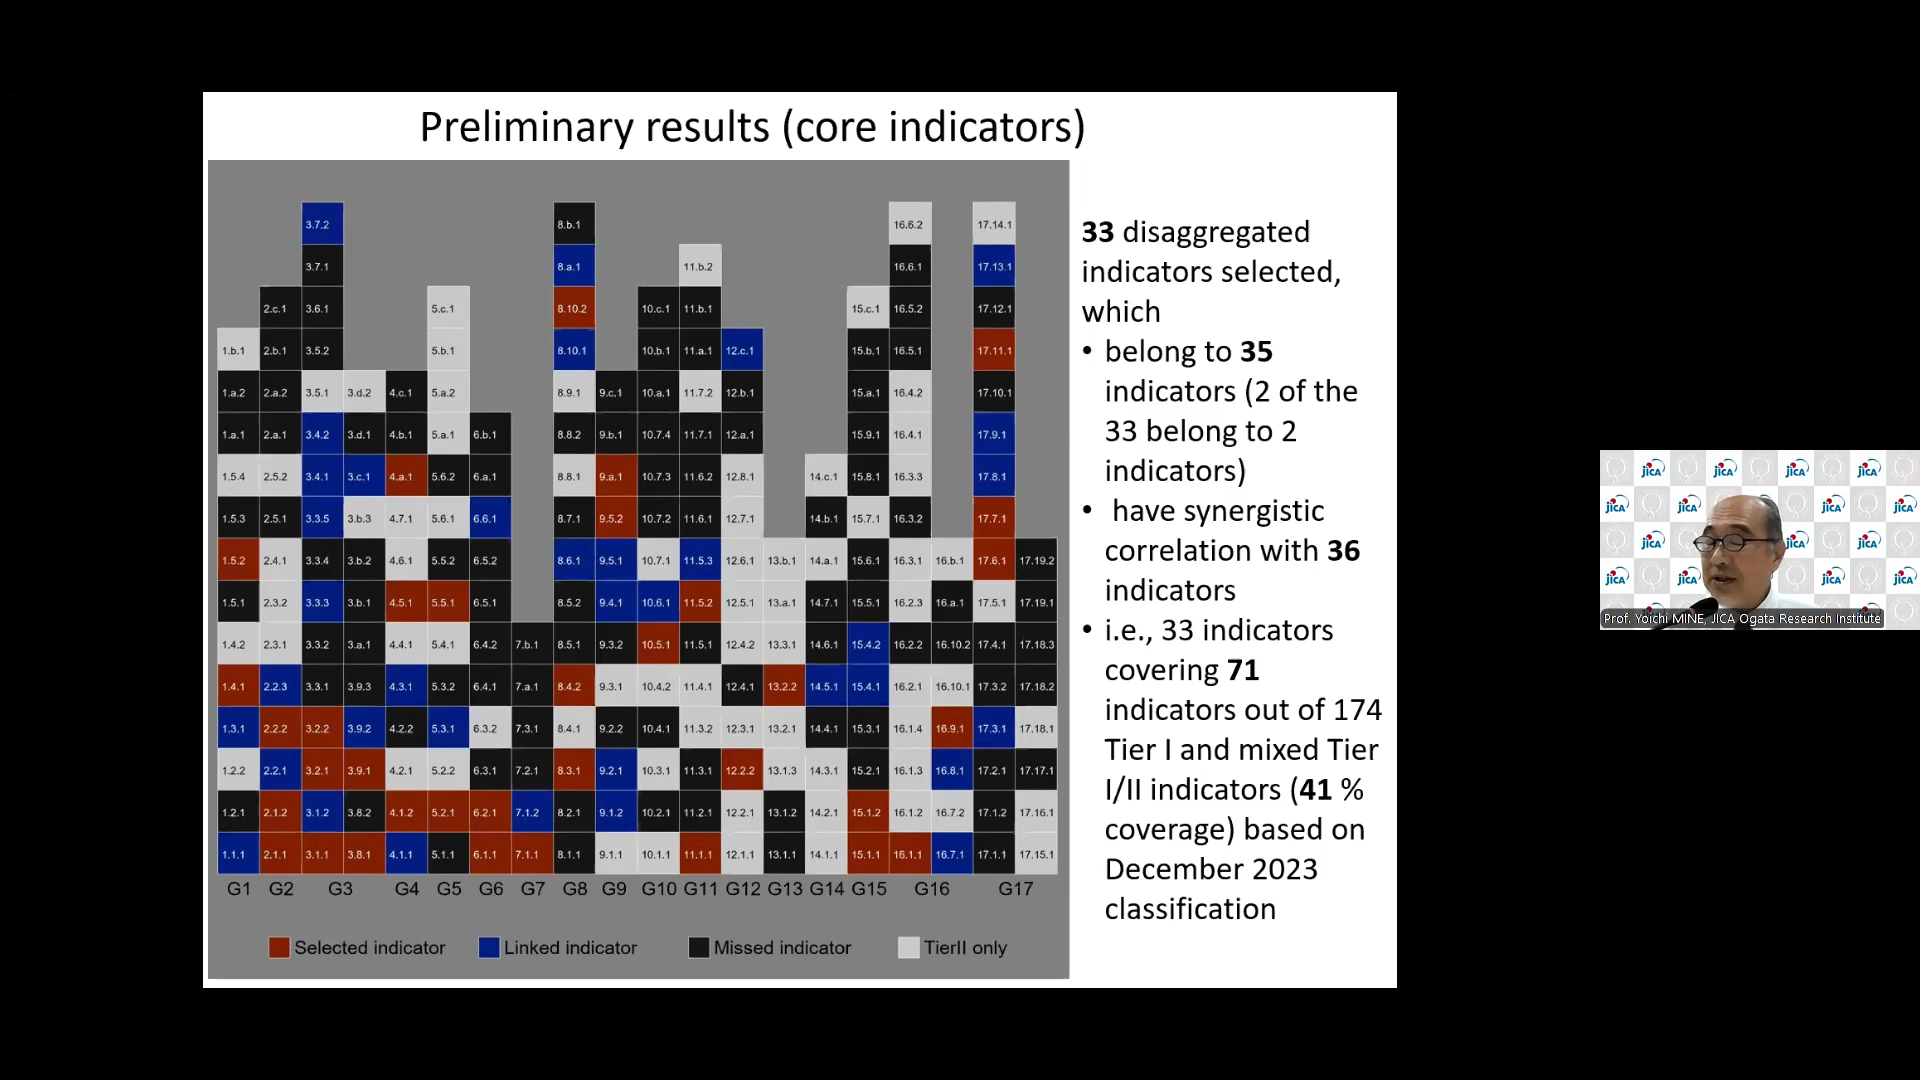 Preliminary results (core indicators)
3.7.2 8.b.1 16.6.2 17.14.1
3.7.1 8.a.1 11.b.2 16.6.1 17.13.1
2.c.1 3.6.1 5.c.1 8.10.2 10.c.1 11.b.1 15.c.1 16.5.2 17.12.1
1.b.1 2.b.1 3.5.2 5.b.1 8.10.1 10.b.1 11.a.1 12.c.1 15.b.1 16.5.1 17.11.1
1.a.2 2.a.2 3.5.1 3.d.2 4.c.1 5.a.2 8.9.1 9.c.1 10.a.1 11.7.2 12.b.1 15.a.1 16.4.2 17.10.1
1.a.1 2.a.1 3.4.2 3.d.1 4.b.1 5.a.1 6.b.1 8.8.2 9.b.1 10.7.4 11.7.1 12.a.1 15.9.1 16.4.1 17.9.1
1.5.4 2.5.2 3.4.1 3.c.1 4.a.1 5.6.2 6.a.1 8.8.1 9.a.1 10.7.3 11.6.2 12.8.1 14.c.1 15.8.1 16.3.3 17.8.1
1.5.3 2.5.1 3.3.5 3.b.3 4.7.1 5.6.1 6.6.1 8.7.1 9.5.2 10.7.2 11.6.1 12.7.1 14.b.1 15.7.1 16.3.2 17.7.1
1.5.2 2.4.1 3.3.4 3.b.2 4.6.1 5.5.2 6.5.2 8.6.1 9.5.1 10.7.1 11.5.3 12.6.1 13.b.1 14.a.1 15.6.1 16.3.1 16.b.1 17.6.1 17.19.2
1.5.1 2.3.2 3.3.3 3.b.1 4.5.1 5.5.1 6.5.1 8.5.2 9.4.1 10.6.1 11.5.2 12.5.1 13.a.1 14.7.1 15.5.1 16.2.3 16.a.1 17.5.1 17.19.1
1.4.2 2.3.1 3.3.2 3.a.1 4.4.1 5.4.1 6.4.2 7.b.1 8.5.1 9.3.2 10.5.1 11.5.1 12.4.2 13.3.1 14.6.1 15.4.2 16.2.2 16.10.2 17.4.1 17.18.3
1.4.1 2.2.3 3.3.1 3.9.3 4.3.1 5.3.2 6.4.1 7.a.1 8.4.2 9.3.1 10.4.2 11.4.1 12.4.1 13.2.2 14.5.1 15.4.1 16.2.1 16.10.1 17.3.2 17.18.2
1.3.1 2.2.2 3.2.2 3.9.2 4.2.2 5.3.1 6.3.2 7.3.1 8.4.1 9.2.2 10.4.1 11.3.2 12.3.1 13.2.1 14.4.1 15.3.1 16.1.4 16.9.1 17.3.1 17.18.1
1.2.2 2.2.1 3.2.1 3.9.1 4.2.1 5.2.2 6.3.1 7.2.1 8.3.1 9.2.1 10.3.1 11.3.1 12.2.2 13.1.3 14.3.1 15.2.1 16.1.3 16.8.1 17.2.1 17.17.1
1.2.1 2.1.2 3.1.2 3.8.2 4.1.2 5.2.1 6.2.1 7.1.2 8.2.1 9.1.2 10.2.1 11.2.1 12.2.1 13.1.2 14.2.1 15.1.2 16.1.2 16.7.2 17.1.2 17.16.1
1.1.1 2.1.1 3.1.1 3.8.1 4.1.1 5.1.1 6.1.1 7.1.1 8.1.1 9.1.1 10.1.1 11.1.1 12.1.1 13.1.1 14.1.1 15.1.1 16.1.1 16.7.1 17.1.1 17.15.1
G1 G2 G3 G4 G5 G6 G7 G8 G9 G10 G11 G12 G13 G14 G15 G16 G17
Selected indicator Linked indicator Missed indicator TierII only
33 disaggregated
indicators selected,
which
• belong to 35
indicators (2 of the
33 belong to 2
indicators)
• have synergistic
correlation with 36
indicators
• i.e., 33 indicators
covering 71
indicators out of 174
Tier I and mixed Tier
I/II indicators (41 %
coverage) based on
December 2023
classification
jICA jICA jICA jICA
jICA jICA jICA jICA
jICA jICA jICA
jICA jICA jICA jICA
Prof. Yoichi MINE, JICA Ogata Research Institute